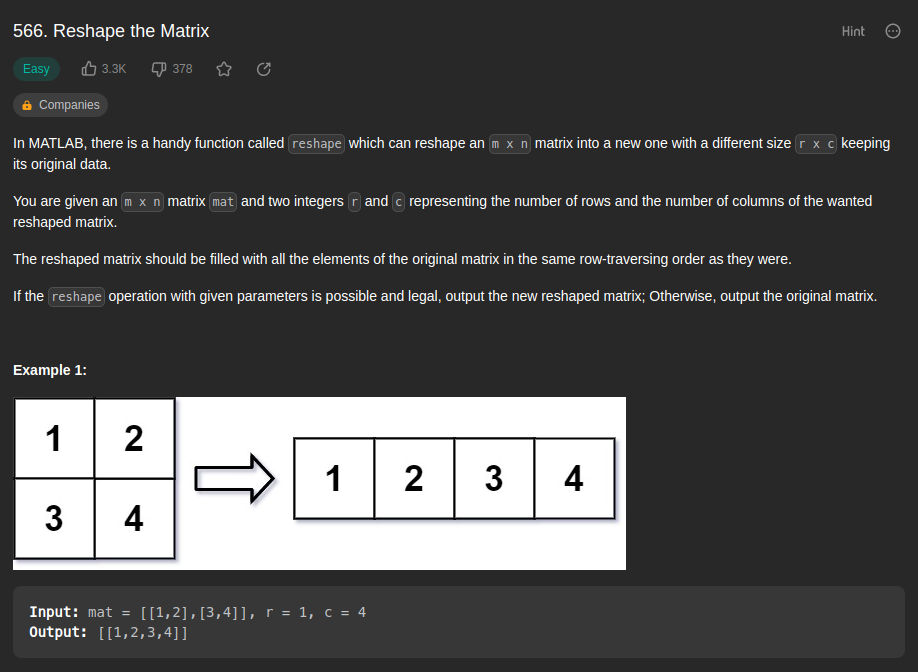 566. Reshape the Matrix
Hint
Easy 3.3K 378
Companies
In MATLAB, there is a handy function called reshape which can reshape an m x n matrix into a new one with a different size r x c keeping
its original data.
You are given an m x n matrix mat and two integers r and c representing the number of rows and the number of columns of the wanted
reshaped matrix.
The reshaped matrix should be filled with all the elements of the original matrix in the same row-traversing order as they were.
If the reshape operation with given parameters is possible and legal, output the new reshaped matrix; Otherwise, output the original matrix.
Example 1:
1 2
3 4
1 2 3 4
Input: mat = [[1,2],[3,4]], r = 1, c = 4
Output: [[1,2,3,4]]